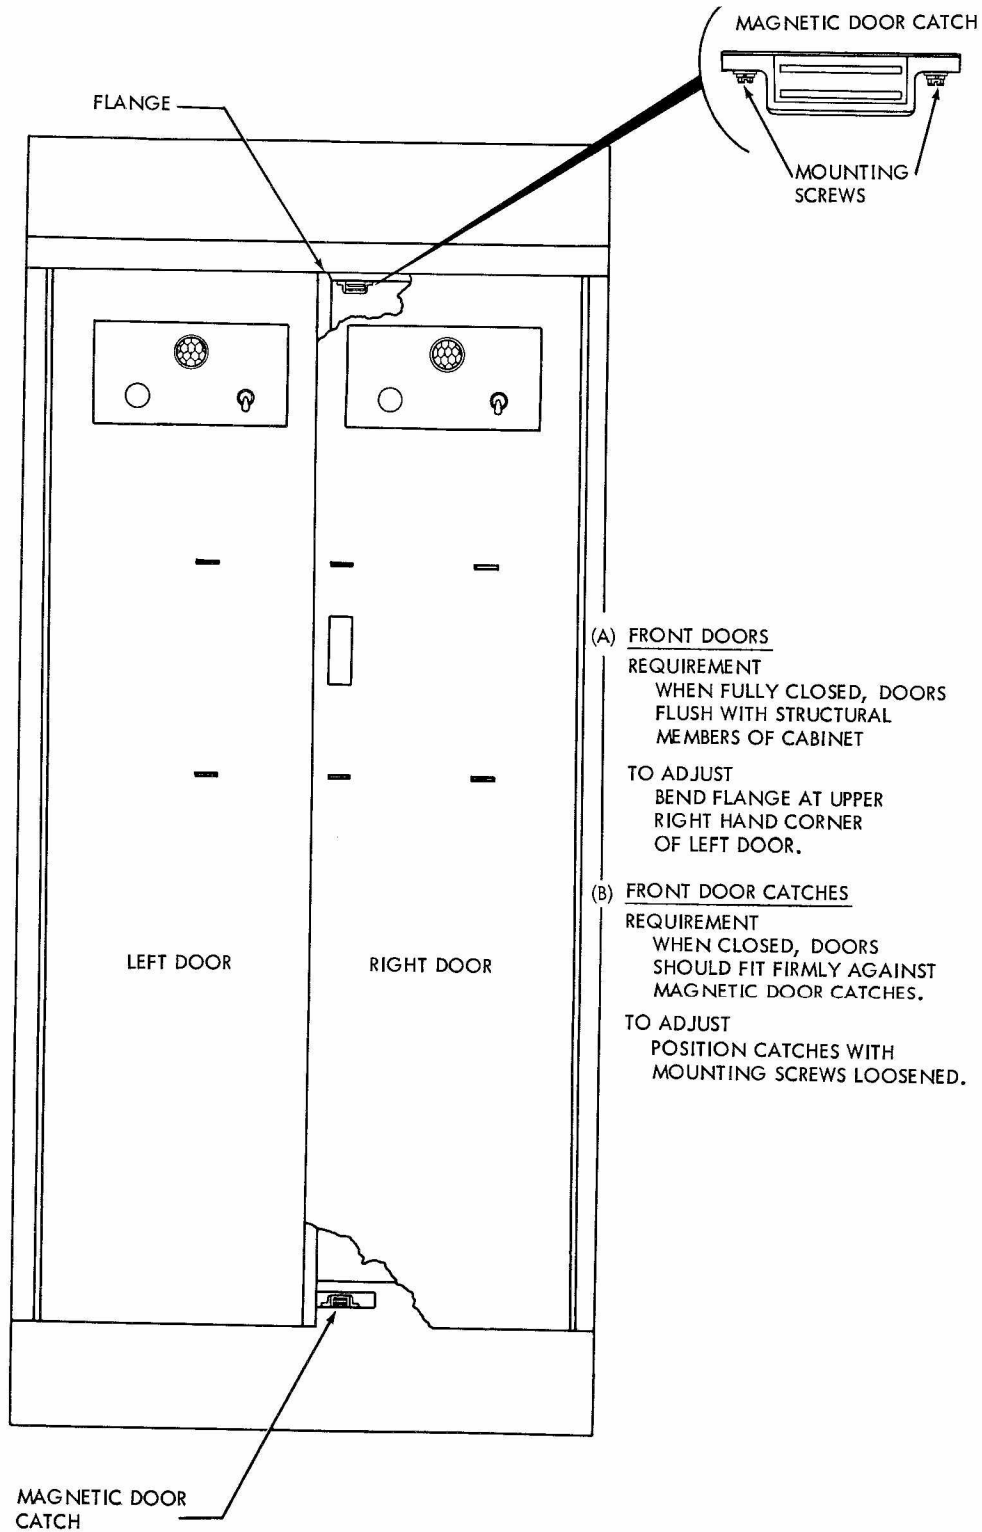 MAGNETIC DOOR CATCH
FLANGE
MOUNTING
SCREWS
(A) FRONT DOORS
REQUIREMENT
WHEN FULLY CLOSED, DOORS
FLUSH WITH STRUCTURAL
MEMBERS OF CABINET
TO ADJUST
BEND FLANGE AT UPPER
RIGHT HAND CORNER
OF LEFT DOOR.
(B) FRONT DOOR CATCHES
REQUIREMENT
WHEN CLOSED, DOORS
SHOULD FIT FIRMLY AGAINST
MAGNETIC DOOR CATCHES.
TO ADJUST
POSITION CATCHES WITH
MOUNTING SCREWS LOOSENED.
LEFT DOOR
RIGHT DOOR
MAGNETIC DOOR
CATCH